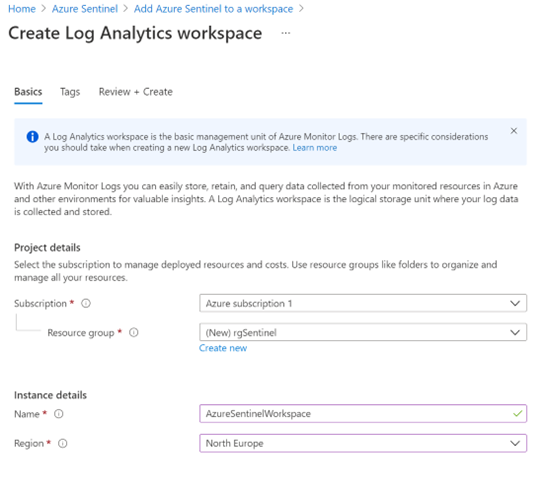 Home > Azure Sentinel > Add Azure Sentinel to a workspace >
Create Log Analytics workspace ...
Basics Tags Review + Create
A Log Analytics workspace is the basic management unit of Azure Monitor Logs. There are specific considerations
you should take when creating a new Log Analytics workspace. Learn more
With Azure Monitor Logs you can easily store, retain, and query data collected from your monitored resources in Azure
and other environments for valuable insights. A Log Analytics workspace is the logical storage unit where your log data
is collected and stored.
Project details
Select the subscription to manage deployed resources and costs. Use resource groups like folders to organize and
manage all your resources.
Subscription * Azure subscription 1
Resource group * (New) rgSentinel
Create new
Instance details
Name * AzureSentinelWorkspace
Region * North Europe